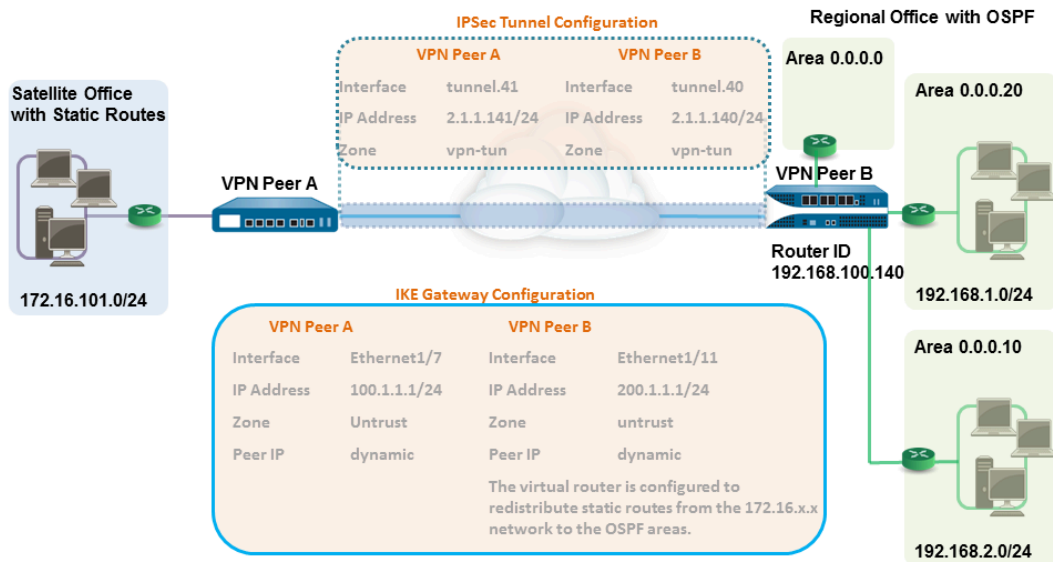 IPSec Tunnel Configuration
Regional Office with OSPF
VPN Peer A VPN Peer B
Interface tunnel.41 Interface tunnel.40
IP Address 2.1.1.141/24 IP Address 2.1.1.140/24
Zone vpn-tun Zone vpn-tun
Area 0.0.0.0
Area 0.0.0.20
Satellite Office
with Static Routes
VPN Peer A
VPN Peer B
Router ID
192.168.100.140
172.16.101.0/24
192.168.1.0/24
IKE Gateway Configuration
VPN Peer A VPN Peer B
Interface Ethernet1/7 Interface Ethernet1/11
IP Address 100.1.1.1/24 IP Address 200.1.1.1/24
Zone Untrust Zone untrust
Peer IP dynamic Peer IP dynamic
The virtual router is configured to
redistribute static routes from the 172.16.x.x
network to the OSPF areas.
Area 0.0.0.10
192.168.2.0/24